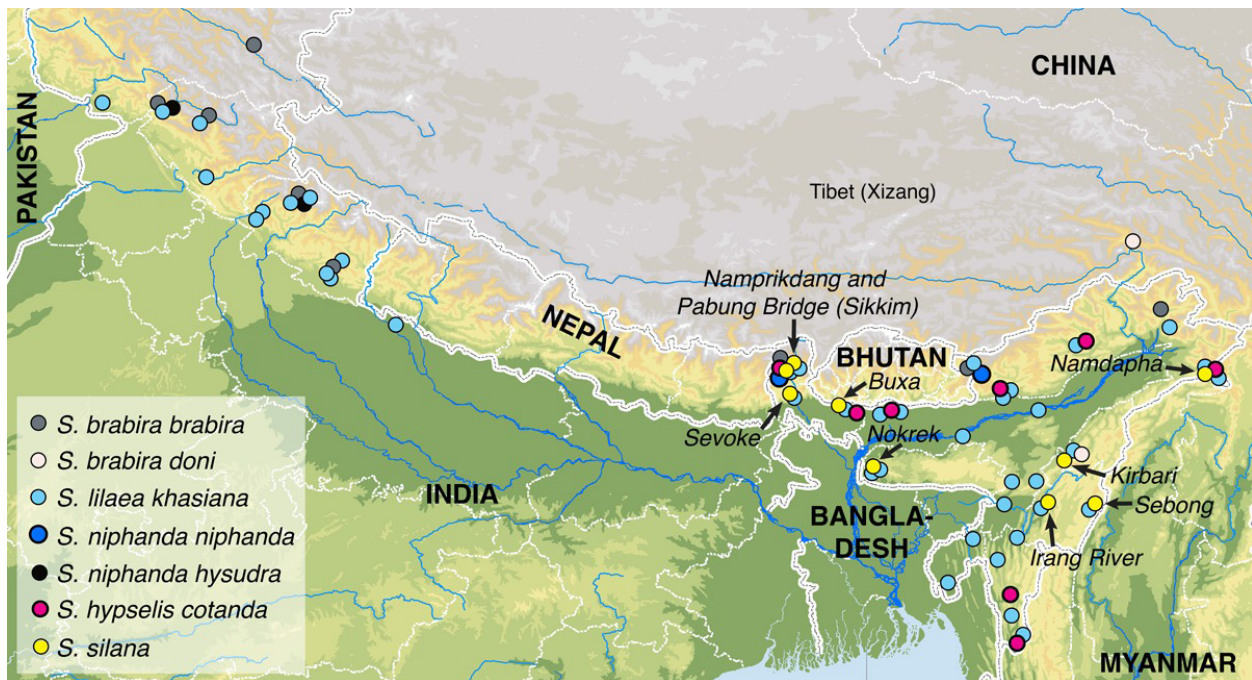 CHINA
PAKISTAN
Tibet (Xizang)
Namprikdang and
Pabung Bridge (Sikkim)
NEPAL
BHUTAN
Namdapha
Buxa
Sevoke
Nokrek
INDIA
BANGLA-
DESH
Kirbari
Sebong
Irang River
MYANMAR
S. brabira brabira
S. brabira doni
S. lilaea khasiana
S. niphanda niphanda
S. niphanda hysudra
S. hypselis cotanda
S. silana